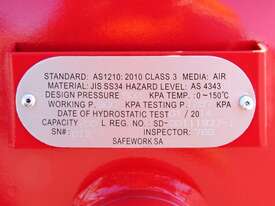 STANDARD: AS1210: 2010 CLASS.3 MEDIA: AIR
MATERIAL: JIS SS34 HAZARD LEVEL: AS 4343
DESIGN PRESSURE KPA TEMP.:0~150℃
WORKING P. KPA TESTING P. KPA
DATE OF HYDROSTATIC TEST / 20
CAPACITY L REG. NO.: SD-
SN#: INSPECTOR:
SAFEWORK SA